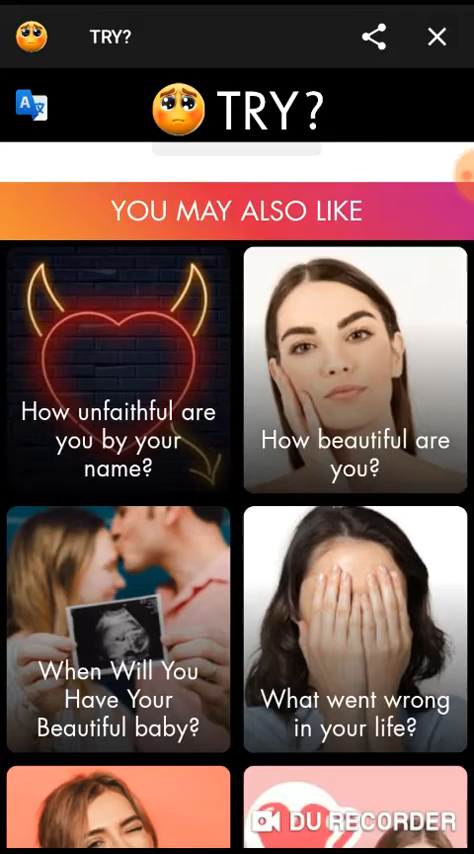 TRY?
TRY?
YOU MAY ALSO LIKE
How unfaithful are
you by your
name?
How beautiful are
you?
When Will You
Have Your
Beautiful baby?
What went wrong
in your life?
DU RECORDER